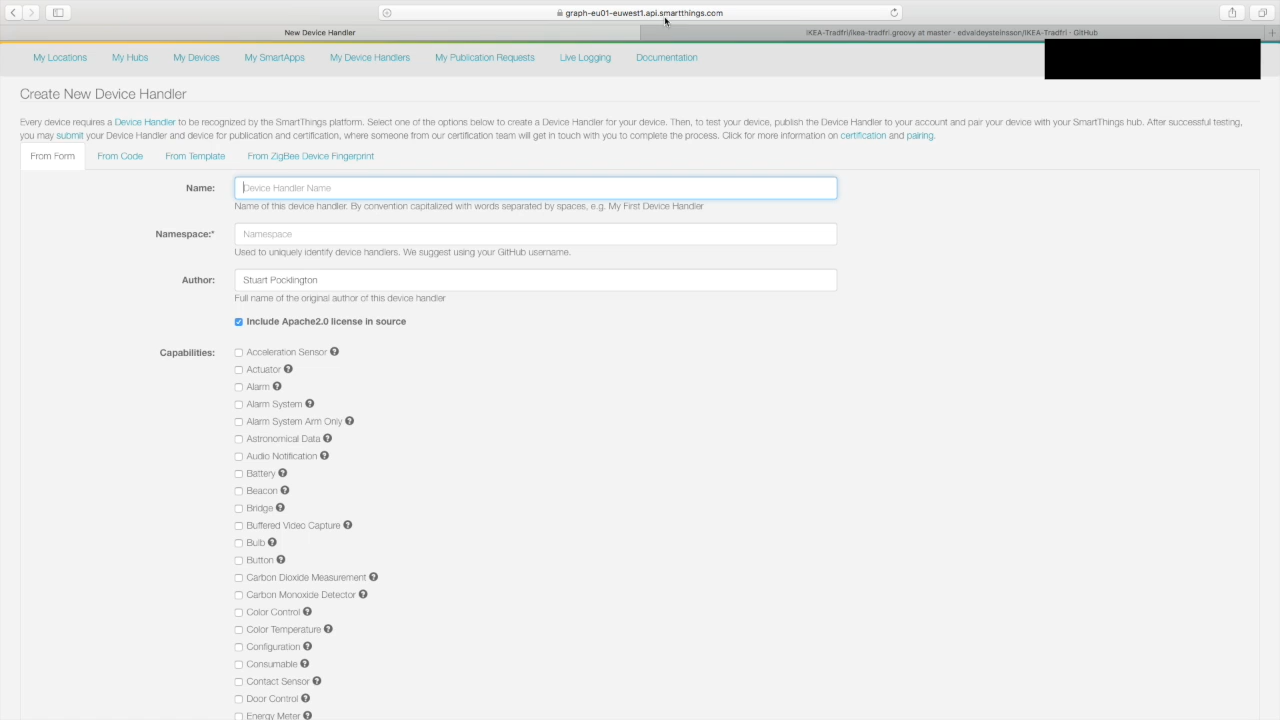 graph-eu01-euwest1.api.smartthings.com
New Device Handler
IKEA-Tradfri/ikea-tradfri.groovy at master · edvaldeysteinsson/IKEA-Tradfri · GitHub
My Locations My Hubs My Devices My SmartApps My Device Handlers My Publication Requests Live Logging Documentation
Create New Device Handler
Every device requires a Device Handler to be recognized by the SmartThings platform. Select one of the options below to create a Device Handler for your device. Then, to test your device, publish the Device Handler to your account and pair your device with your SmartThings hub. After successful testing,
you may submit your Device Handler and device for publication and certification, where someone from our certification team will get in touch with you to complete the process. Click for more information on certification and pairing.
From Form From Code From Template From ZigBee Device Fingerprint
Name: Device Handler Name
Name of this device handler. By convention capitalized with words separated by spaces, e.g. My First Device Handler
Namespace:* Namespace
Used to uniquely identify device handlers. We suggest using your GitHub username.
Author: Stuart Pocklington
Full name of the original author of this device handler
Include Apache2.0 license in source
Capabilities: Acceleration Sensor
Actuator
Alarm
Alarm System
Alarm System Arm Only
Astronomical Data
Audio Notification
Battery
Beacon
Bridge
Buffered Video Capture
Bulb
Button
Carbon Dioxide Measurement
Carbon Monoxide Detector
Color Control
Color Temperature
Configuration
Consumable
Contact Sensor
Door Control
Energy Meter